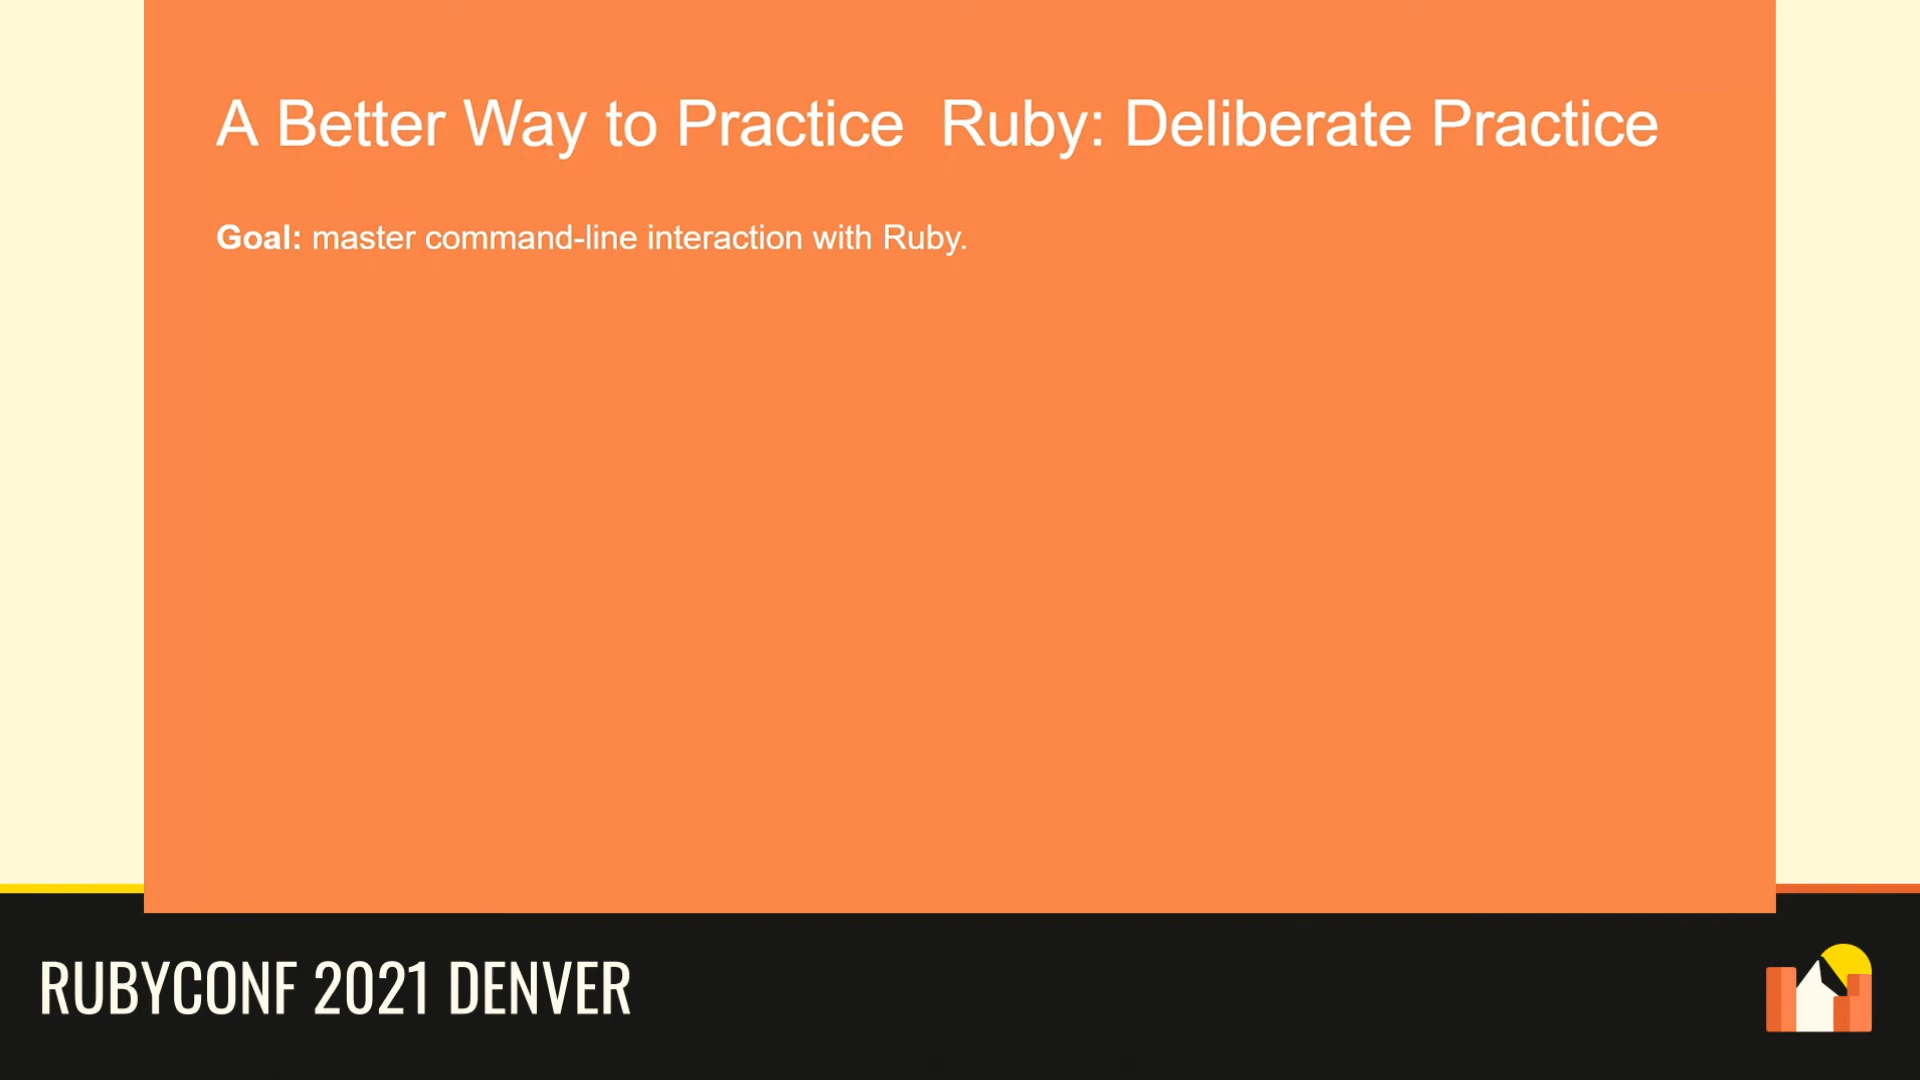 A Better Way to Practice  Ruby: Deliberate Practice
Goal: master command-line interaction with Ruby.
RUBYCONF 2021 DENVER